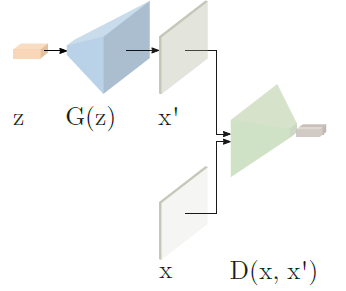 z G(z) x'
x D(x, x')